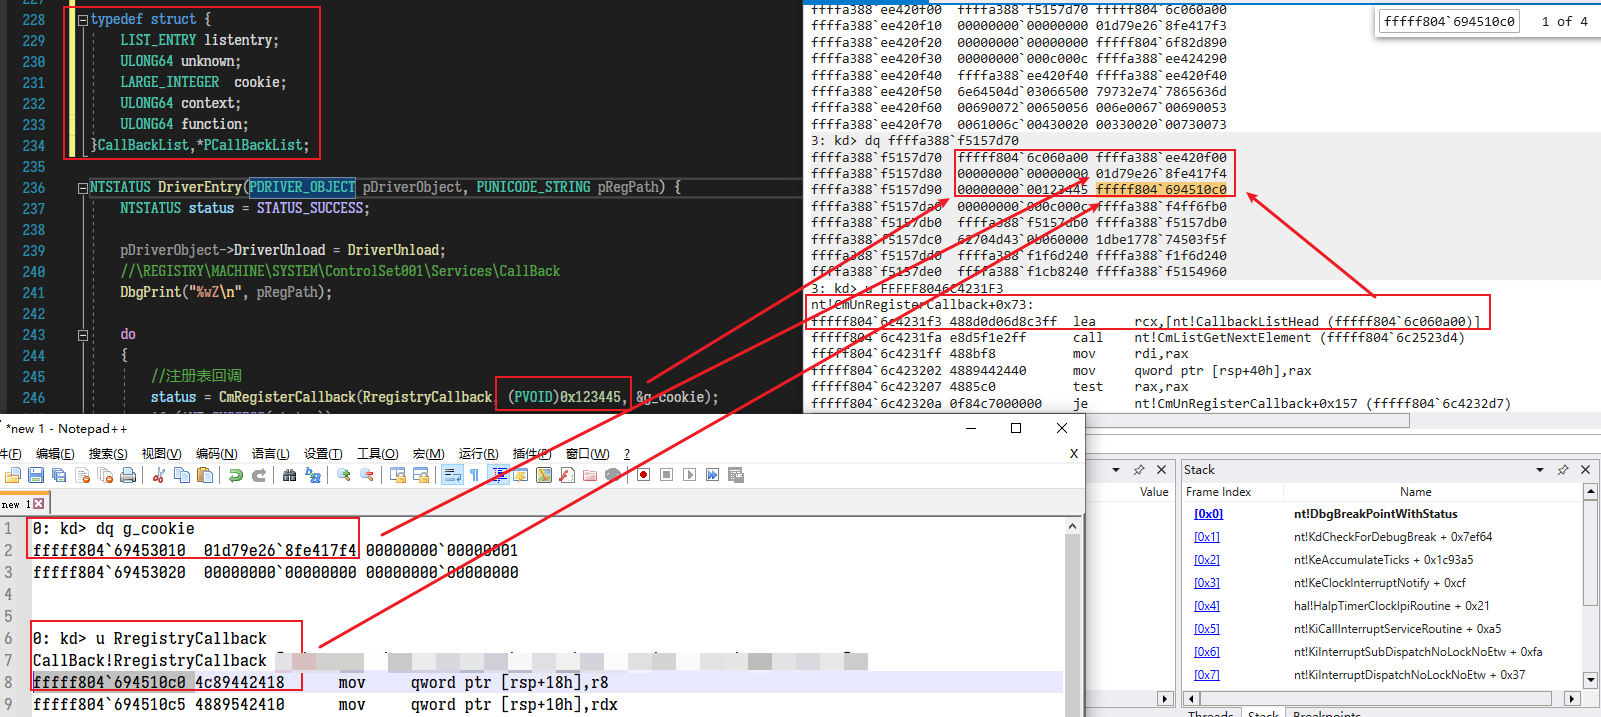 227
228 typedef struct {
229 LIST_ENTRY listentry;
230 ULONG64 unknown;
231 LARGE_INTEGER cookie;
232 ULONG64 context;
233 ULONG64 function;
234 }CallBackList,*PCallBackList;
235
236 NTSTATUS DriverEntry(PDRIVER_OBJECT pDriverObject, PUNICODE_STRING pRegPath) {
237 NTSTATUS status = STATUS_SUCCESS;
238
239 pDriverObject->DriverUnload = DriverUnload;
240 //\REGISTRY\MACHINE\SYSTEM\ControlSet001\Services\CallBack
241 DbgPrint("%wZ\n", pRegPath);
242
243 do
244 {
245 //注册表回调
246 status = CmRegisterCallback(RregistryCallback, (PVOID)0x123445, &g_cookie);
ffffa388`ee420f00 ffffa388`f5157d70 fffff804`6c060a00
ffffa388`ee420f10 00000000`00000000 01d79e26`8fe417f3
ffffa388`ee420f20 00000000`00000000 fffff804`6f82d890
ffffa388`ee420f30 00000000`000c000c ffffa388`ee424290
ffffa388`ee420f40 ffffa388`ee420f40 ffffa388`ee420f40
ffffa388`ee420f50 6e64504d`03066500 79732e74`7865636d
ffffa388`ee420f60 00690072`00650056 006e0067`00690053
ffffa388`ee420f70 0061006c`00430020 00330020`00730073
3: kd> dq ffffa388`f5157d70
ffffa388`f5157d70 fffff804`6c060a00 ffffa388`ee420f00
ffffa388`f5157d80 00000000`00000000 01d79e26`8fe417f4
ffffa388`f5157d90 00000000`00123445 fffff804`694510c0
ffffa388`f5157da0 00000000`000c000c ffffa388`f4ff6fb0
ffffa388`f5157db0 ffffa388`f5157db0 ffffa388`f5157db0
ffffa388`f5157dc0 62704d43`0b060000 1dbe1778`74503f5f
ffffa388`f5157dd0 ffffa388`f1f6d240 ffffa388`f1f6d240
ffffa388`f5157de0 ffffa388`f1cb8240 ffffa388`f5154960
3: kd> u FFFFF8046C4231F3
nt!CmUnRegisterCallback+0x73:
fffff804`6c4231f3 488d0d06d8c3ff lea rcx,[nt!CallbackListHead (fffff804`6c060a00)]
fffff804`6c4231fa e8d5f1e2ff call nt!CmListGetNextElement (fffff804`6c2523d4)
fffff804`6c4231ff 488bf8 mov rdi,rax
fffff804`6c423202 4889442440 mov qword ptr [rsp+40h],rax
fffff804`6c423207 4885c0 test rax,rax
fffff804`6c42320a 0f84c7000000 je nt!CmUnRegisterCallback+0x157 (fffff804`6c4232d7)
fffff804`694510c0 1 of 4
*new 1 - Notepad++
件(F) 编辑(E) 搜索(S) 视图(V) 编码(N) 语言(L) 设置(T) 工具(O) 宏(M) 运行(R) 插件(P) 窗口(W) ? X
new 1
1 0: kd> dq g_cookie
2 fffff804`69453010 01d79e26`8fe417f4 00000000`00000001
3 fffff804`69453020 00000000`00000000 00000000`00000000
4
5
6 0: kd> u RregistryCallback
7 CallBack!RregistryCallback
8 fffff804`694510c0 4c89442418 mov qword ptr [rsp+18h],r8
9 fffff804`694510c5 4889542410 mov qword ptr [rsp+10h],rdx
Value
Stack
Frame Index Name
[0x0] nt!DbgBreakPointWithStatus
[0x1] nt!KdCheckForDebugBreak + 0x7ef64
[0x2] nt!KeAccumulateTicks + 0x1c93a5
[0x3] nt!KeClockInterruptNotify + 0xcf
[0x4] hal!HalpTimerClockIpiRoutine + 0x21
[0x5] nt!KiCallInterruptServiceRoutine + 0xa5
[0x6] nt!KiInterruptSubDispatchNoLockNoEtw + 0xfa
[0x7] nt!KiInterruptDispatchNoLockNoEtw + 0x37
Threads Stack Breakpoints